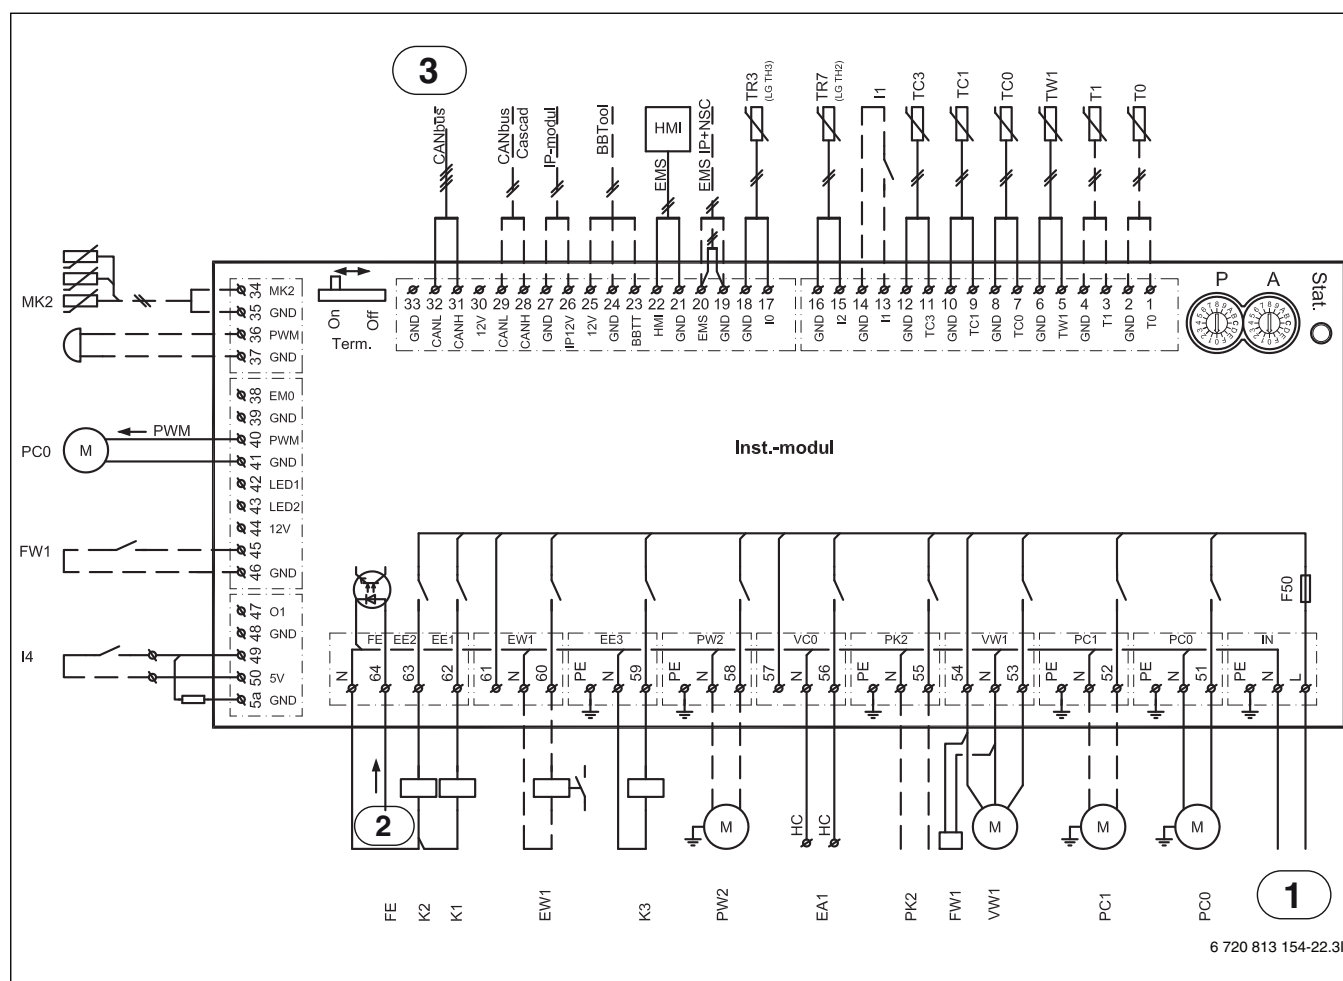 3
CANbus
CANbus
Cascad
IP-modul
BBTool
HMI
EMS
EMS IP+NSC
TR3
(LG TH3)
TR7
(LG TH2)
I1
TC3
TC1
TC0
TW1
T1
T0
MK2
34 MK2
35 GND
36 PWM
37 GND
38 EM0
39 GND
PC0
M
PWM
40 PWM
41 GND
42 LED1
43 LED2
44 12V
FW1
45
46 GND
47 O1
48 GND
I4
49
50 5V
5a GND
On
Off
Term.
33 32 31 30 29 28 27 26 25 24 23 22 21 20 19 18 17
GND CANL CANH 12V CANL CANH GND IP12V 12V GND BBTT HMI GND EMS GND GND I0
16 15 14 13 12 11 10 9 8 7 6 5 4 3 2 1
GND I2 GND I1 GND TC3 GND TC1 GND TC0 GND TW1 GND T1 GND T0
P
A
Stat.
Inst.-modul
F50
FE EE2 EE1 EW1 EE3 PW2 VC0 PK2 VW1 PC1 PC0 IN
N 64 63 62 61 N 60 PE N 59 PE N 58 57 N 56 PE N 55 54 N 53 PE N 52 PE N 51 PE N L
2
M
HC
HC
M
M
M
1
FE
K2
K1
EW1
K3
PW2
EA1
PK2
FW1
VW1
PC1
PC0